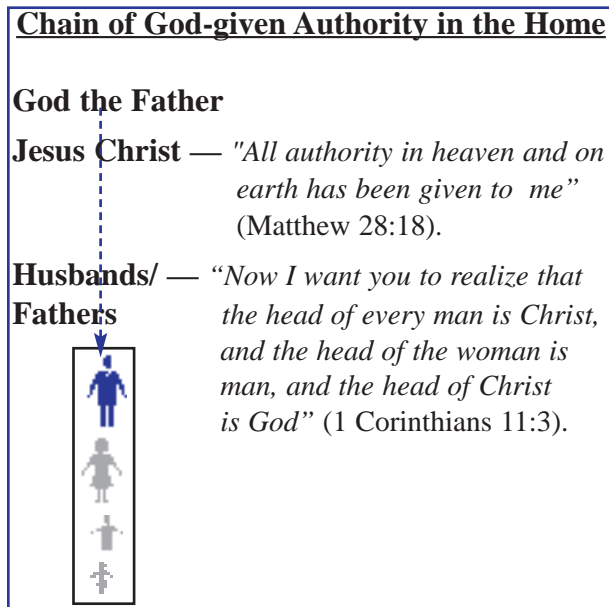 Chain of God-given Authority in the Home
God the Father
Jesus Christ — "All authority in heaven and on
earth has been given to me”
(Matthew 28:18).
Husbands/ — “Now I want you to realize that
Fathers the head of every man is Christ,
and the head of the woman is
man, and the head of Christ
is God” (1 Corinthians 11:3).